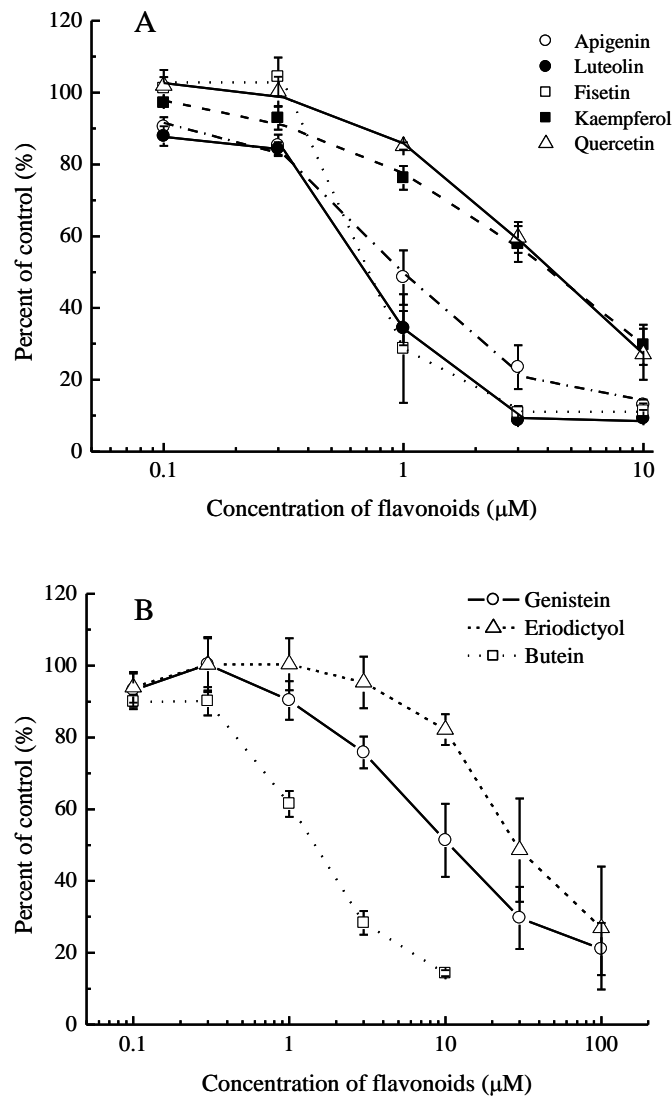 A
120
100
80
60
40
20
0
Percent of control (%)
Apigenin
Luteolin
Fisetin
Kaempferol
Quercetin
0.1 1 10
Concentration of flavonoids (μM)
B
120
100
80
60
40
20
0
Percent of control (%)
Genistein
Eriodictyol
Butein
0.1 1 10 100
Concentration of flavonoids (μM)